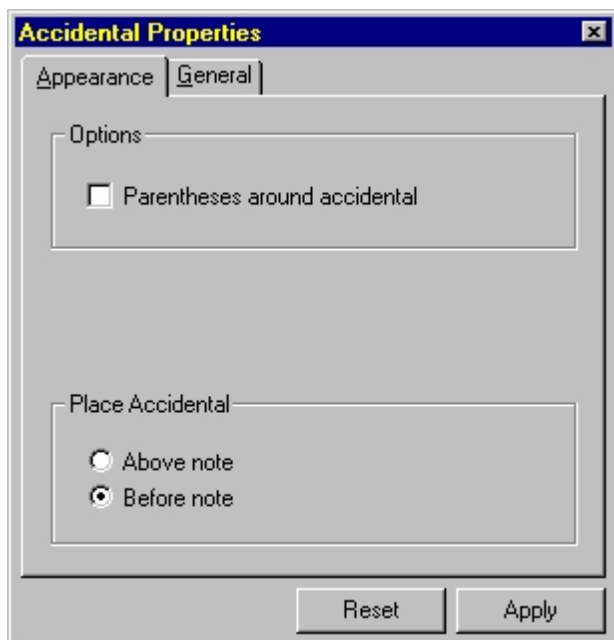 Accidental Properties
Appearance General
Options
Parentheses around accidental
Place Accidental
Above note
Before note
Reset Apply